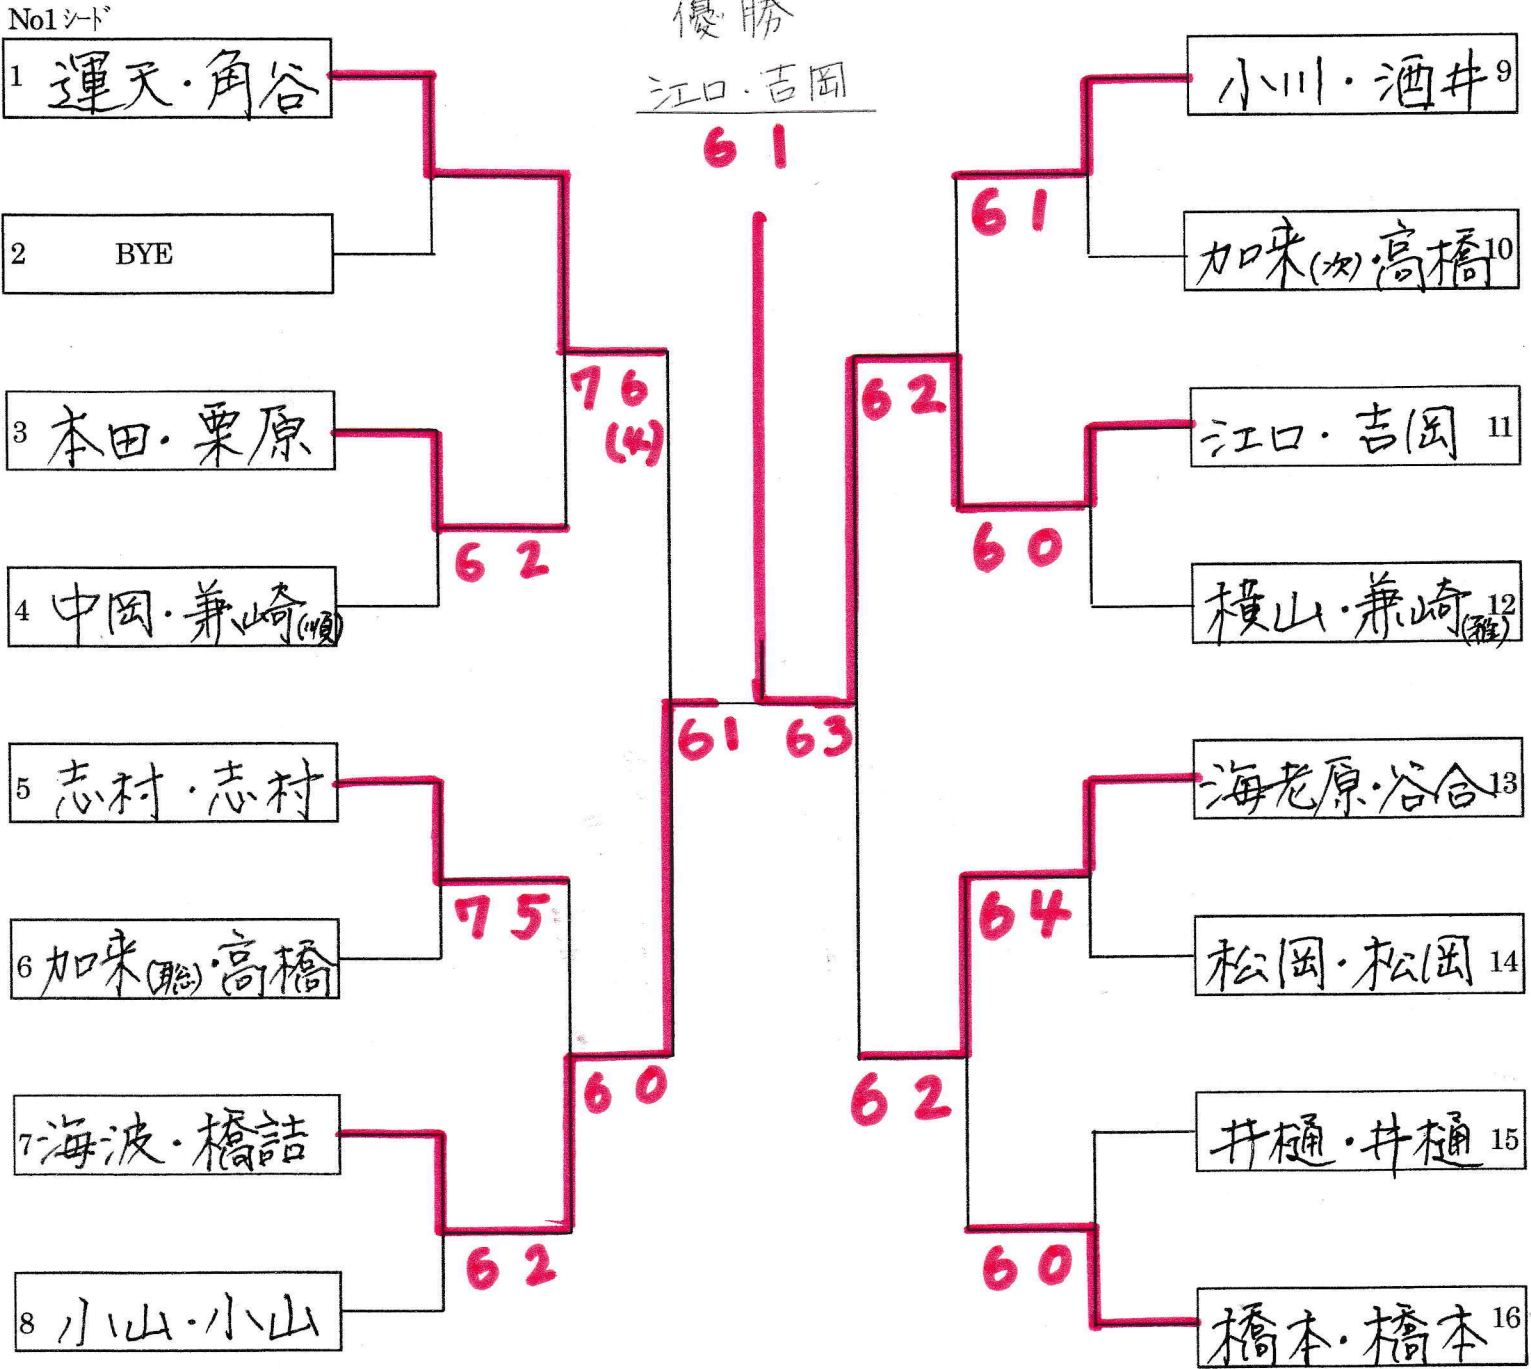 No1シード
優勝
江口・吉岡
6 1
1 運天・角谷
2 BYE
7 6
(4)
3 本田・栗原
6 2
4 中岡・兼崎(順)
5 志村・志村
7 5
6 加来(聡)・高橋
6 0
7 海波・橋詰
6 2
8 小山・小山
6 1
6 3
小川・酒井 9
6 1
加来(次)・高橋 10
6 2
江口・吉岡 11
6 0
横山・兼崎(雅) 12
海老原・谷合 13
6 4
松岡・松岡 14
6 2
井樋・井樋 15
6 0
橋本・橋本 16